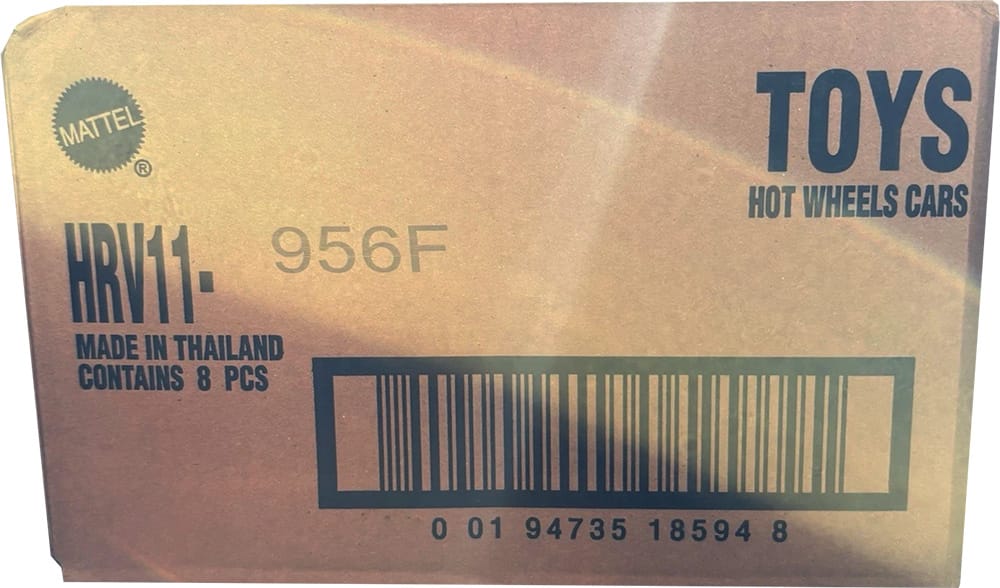 MATTEL
®
TOYS
HOT WHEELS CARS
HRV11- 956F
MADE IN THAILAND
CONTAINS 8 PCS
0 01 94735 18594 8